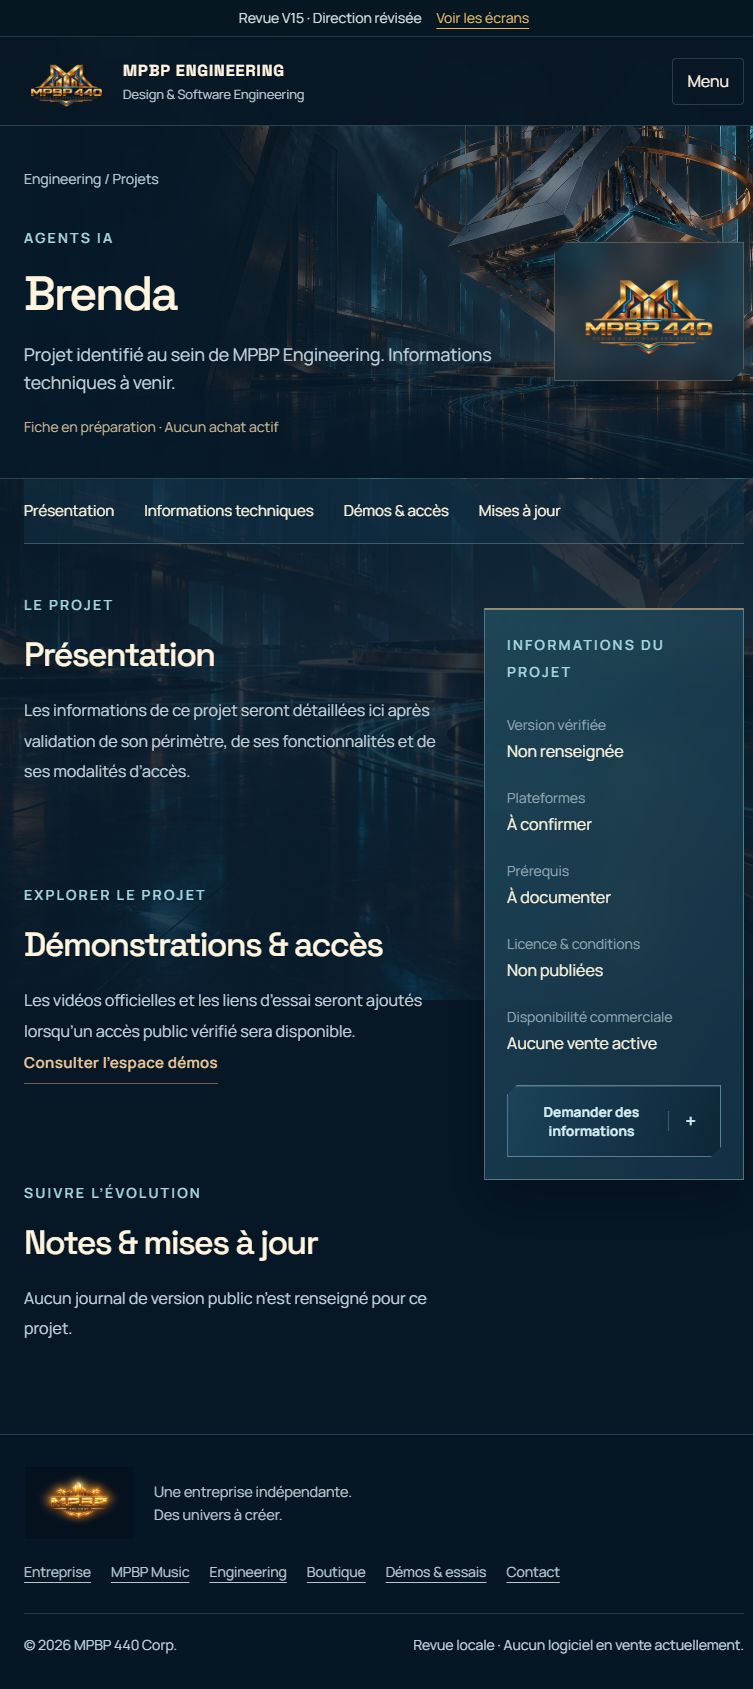 Revue V15 · Direction révisée Voir les écrans
MPBP 440
MPBP ENGINEERING
Design & Software Engineering
Menu
Engineering / Projets
AGENTS IA
Brenda
Projet identifié au sein de MPBP Engineering. Informations
techniques à venir.
Fiche en préparation · Aucun achat actif
MPBP 440
Présentation Informations techniques Démos & accès Mises à jour
LE PROJET
Présentation
Les informations de ce projet seront détaillées ici après
validation de son périmètre, de ses fonctionnalités et de
ses modalités d’accès.
EXPLORER LE PROJET
Démonstrations & accès
Les vidéos officielles et les liens d’essai seront ajoutés
lorsqu’un accès public vérifié sera disponible.
Consulter l’espace démos
SUIVRE L’ÉVOLUTION
Notes & mises à jour
Aucun journal de version public n’est renseigné pour ce
projet.
INFORMATIONS DU
PROJET
Version vérifiée
Non renseignée
Plateformes
À confirmer
Prérequis
À documenter
Licence & conditions
Non publiées
Disponibilité commerciale
Aucune vente active
Demander des
informations
+
MPBP
Une entreprise indépendante.
Des univers à créer.
Entreprise MPBP Music Engineering Boutique Démos & essais Contact
© 2026 MPBP 440 Corp.
Revue locale · Aucun logiciel en vente actuellement.